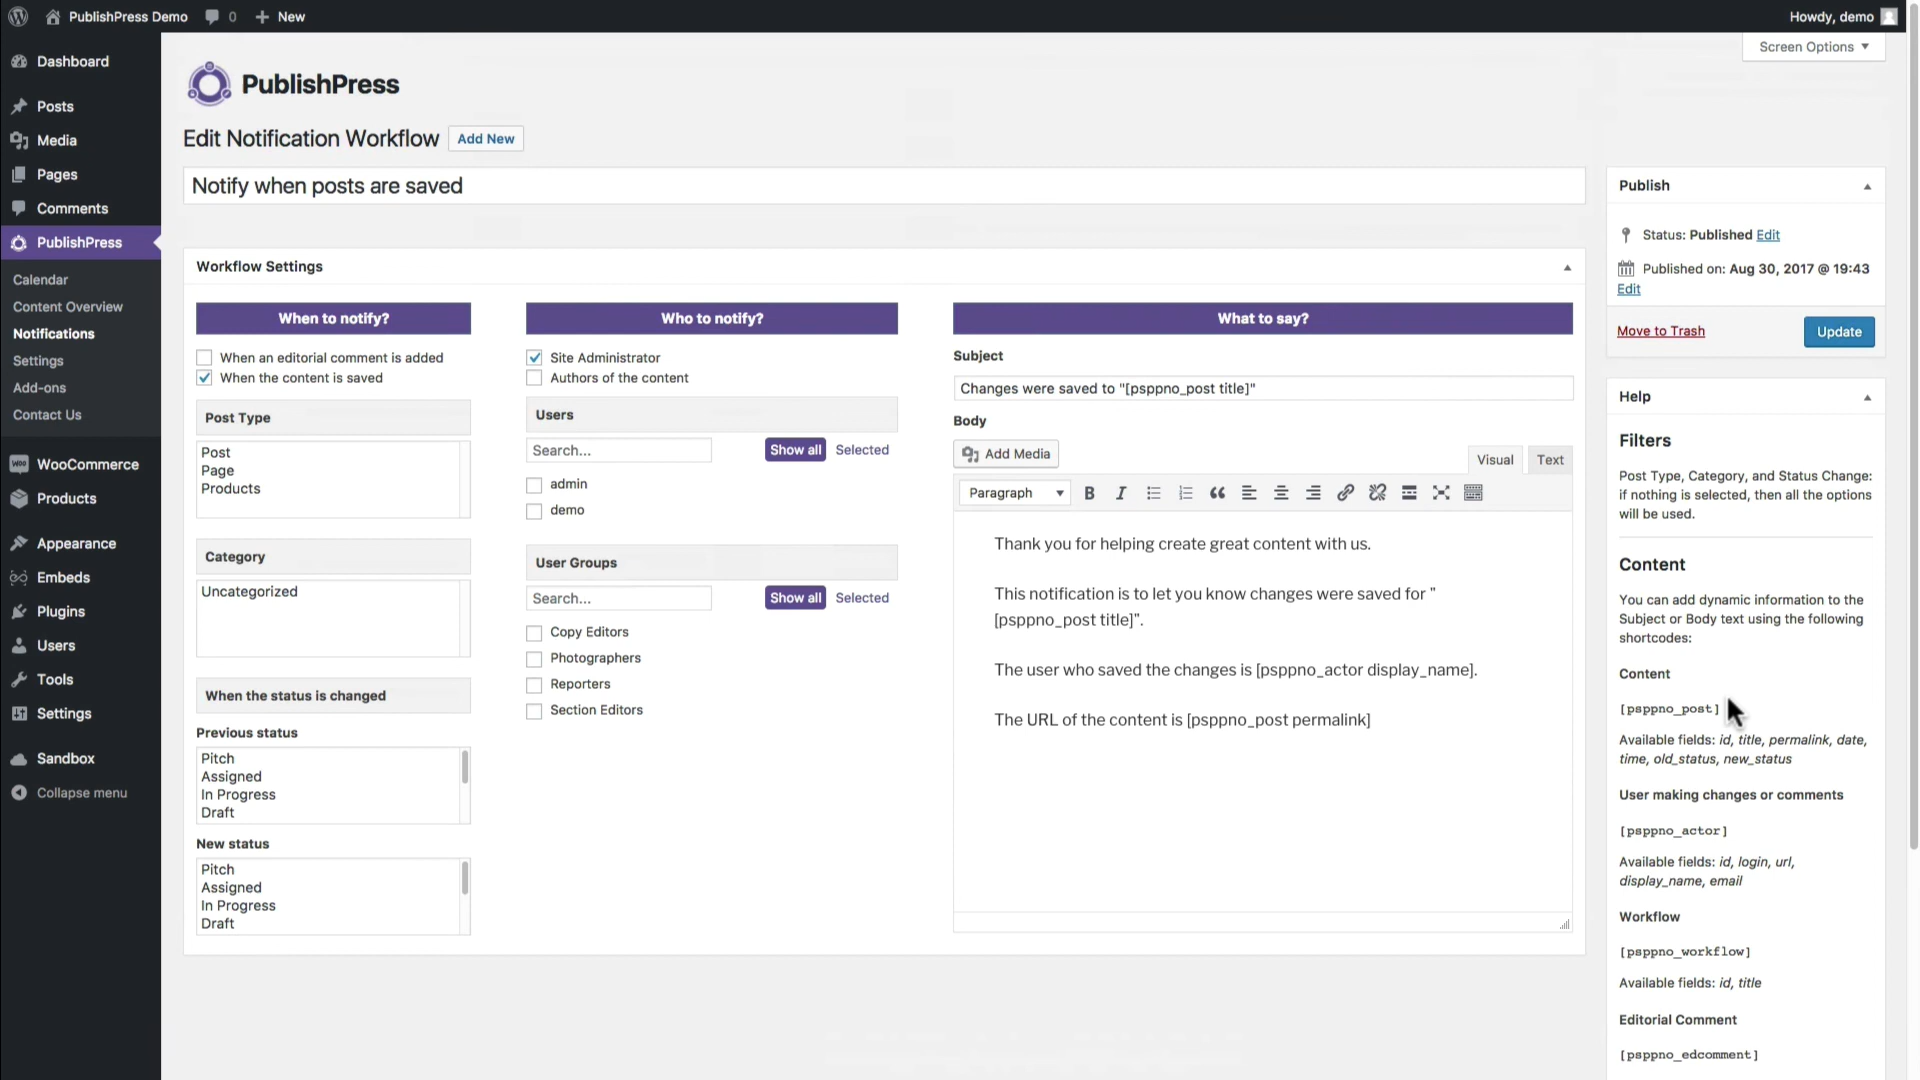 PublishPress Demo 0 New Howdy, demo
Screen Options
Dashboard
Posts
Media
Pages
Comments
PublishPress
Calendar
Content Overview
Notifications
Settings
Add-ons
Contact Us
WooCommerce
Products
Appearance
Embeds
Plugins
Users
Tools
Settings
Sandbox
Collapse menu
PublishPress
Edit Notification Workflow Add New
Notify when posts are saved
Workflow Settings
When to notify?
When an editorial comment is added
When the content is saved
Post Type
Post
Page
Products
Category
Uncategorized
When the status is changed
Previous status
Pitch
Assigned
In Progress
Draft
New status
Pitch
Assigned
In Progress
Draft
Who to notify?
Site Administrator
Authors of the content
Users
Search... Show all Selected
admin
demo
User Groups
Search... Show all Selected
Copy Editors
Photographers
Reporters
Section Editors
What to say?
Subject
Changes were saved to "[psppno_post title]"
Body
Add Media
Visual Text
Paragraph
Thank you for helping create great content with us.
This notification is to let you know changes were saved for "
[psppno_post title]".
The user who saved the changes is [psppno_actor display_name].
The URL of the content is [psppno_post permalink]
Publish
Status: Published Edit
Published on: Aug 30, 2017 @ 19:43
Edit
Move to Trash Update
Help
Filters
Post Type, Category, and Status Change:
if nothing is selected, then all the options
will be used.
Content
You can add dynamic information to the
Subject or Body text using the following
shortcodes:
Content
[psppno_post]
Available fields: id, title, permalink, date,
time, old_status, new_status
User making changes or comments
[psppno_actor]
Available fields: id, login, url,
display_name, email
Workflow
[psppno_workflow]
Available fields: id, title
Editorial Comment
[psppno_edcomment]